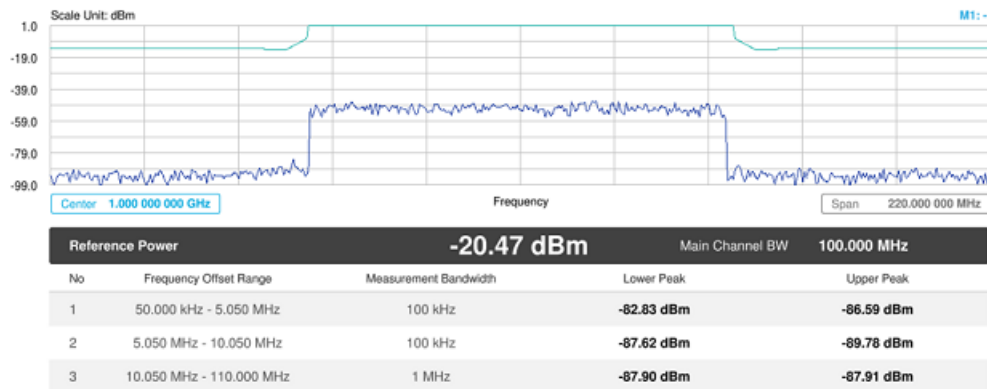 Scale Unit: dBm M1: -
1.0
-19.0
-39.0
-59.0
-79.0
-99.0
Center 1.000 000 000 GHz Frequency Span 220.000 000 MHz
Reference Power -20.47 dBm Main Channel BW 100.000 MHz
No Frequency Offset Range Measurement Bandwidth Lower Peak Upper Peak
1 50.000 kHz - 5.050 MHz 100 kHz -82.83 dBm -86.59 dBm
2 5.050 MHz - 10.050 MHz 100 kHz -87.62 dBm -89.78 dBm
3 10.050 MHz - 110.000 MHz 1 MHz -87.90 dBm -87.91 dBm